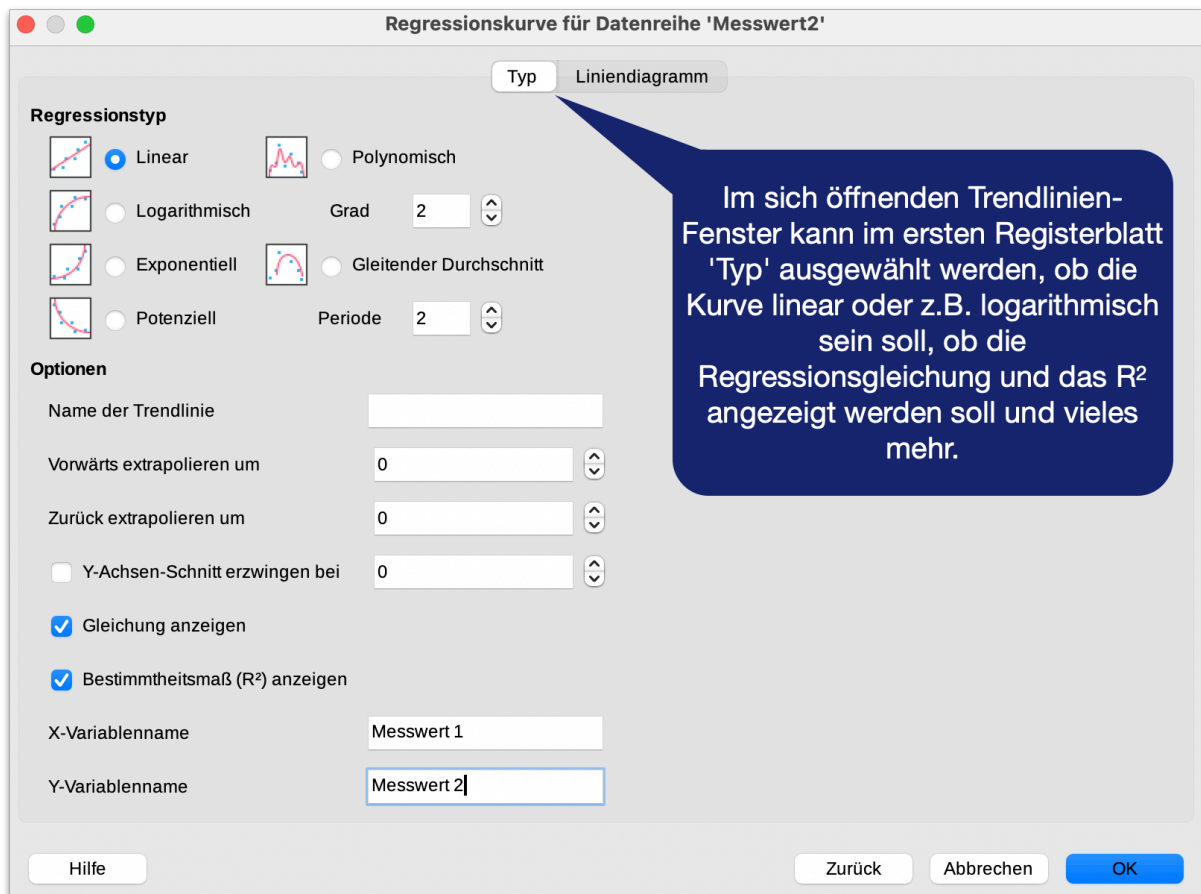 Regressionskurve für Datenreihe 'Messwert2'
Typ
Liniendiagramm
Regressionstyp
Linear
Polynomisch
Logarithmisch
Grad
2
Exponentiell
Gleitender Durchschnitt
Potenziell
Periode
2
Optionen
Name der Trendlinie
Vorwärts extrapolieren um
0
Zurück extrapolieren um
0
Y-Achsen-Schnitt erzwingen bei
0
Gleichung anzeigen
Bestimmtheitsmaß (R²) anzeigen
X-Variablenname
Messwert 1
Y-Variablenname
Messwert 2
Im sich öffnenden Trendlinien-
Fenster kann im ersten Registerblatt
'Typ' ausgewählt werden, ob die
Kurve linear oder z.B. logarithmisch
sein soll, ob die
Regressionsgleichung und das R²
angezeigt werden soll und vieles
mehr.
Hilfe
Zurück
Abbrechen
OK